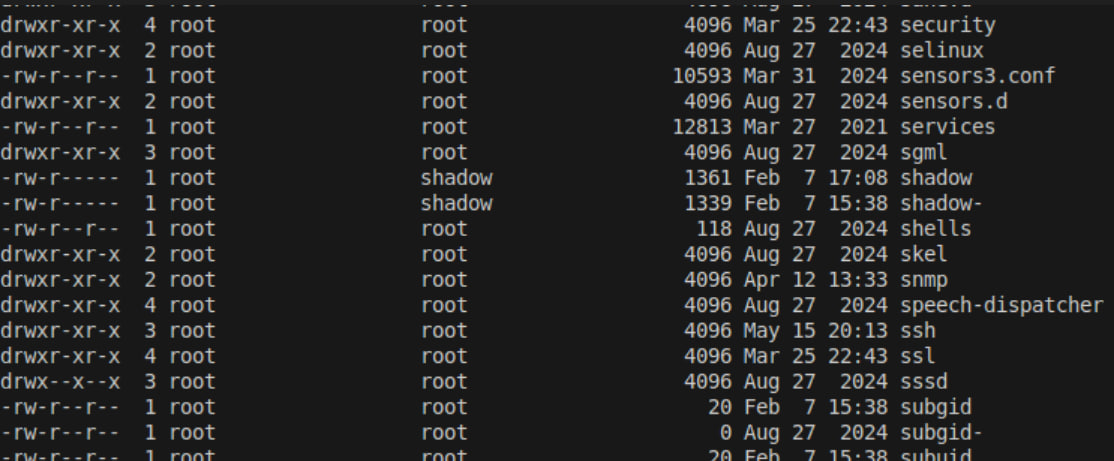 drwxr-xr-x 4 root root 4096 Mar 25 22:43 security
drwxr-xr-x 2 root root 4096 Aug 27 2024 selinux
-rw-r--r-- 1 root root 10593 Mar 31 2024 sensors3.conf
drwxr-xr-x 2 root root 4096 Aug 27 2024 sensors.d
-rw-r--r-- 1 root root 12813 Mar 27 2021 services
drwxr-xr-x 3 root root 4096 Aug 27 2024 sgml
-rw-r----- 1 root shadow 1361 Feb 7 17:08 shadow
-rw-r----- 1 root shadow 1339 Feb 7 15:38 shadow-
-rw-r--r-- 1 root root 118 Aug 27 2024 shells
drwxr-xr-x 2 root root 4096 Aug 27 2024 skel
drwxr-xr-x 2 root root 4096 Apr 12 13:33 snmp
drwxr-xr-x 4 root root 4096 Aug 27 2024 speech-dispatcher
drwxr-xr-x 3 root root 4096 May 15 20:13 ssh
drwxr-xr-x 4 root root 4096 Mar 25 22:43 ssl
drwx--x--x 3 root root 4096 Aug 27 2024 sssd
-rw-r--r-- 1 root root 20 Feb 7 15:38 subgid
-rw-r--r-- 1 root root 0 Aug 27 2024 subgid-
-rw-r--r-- 1 root root 20 Feb 7 15:38 subuid